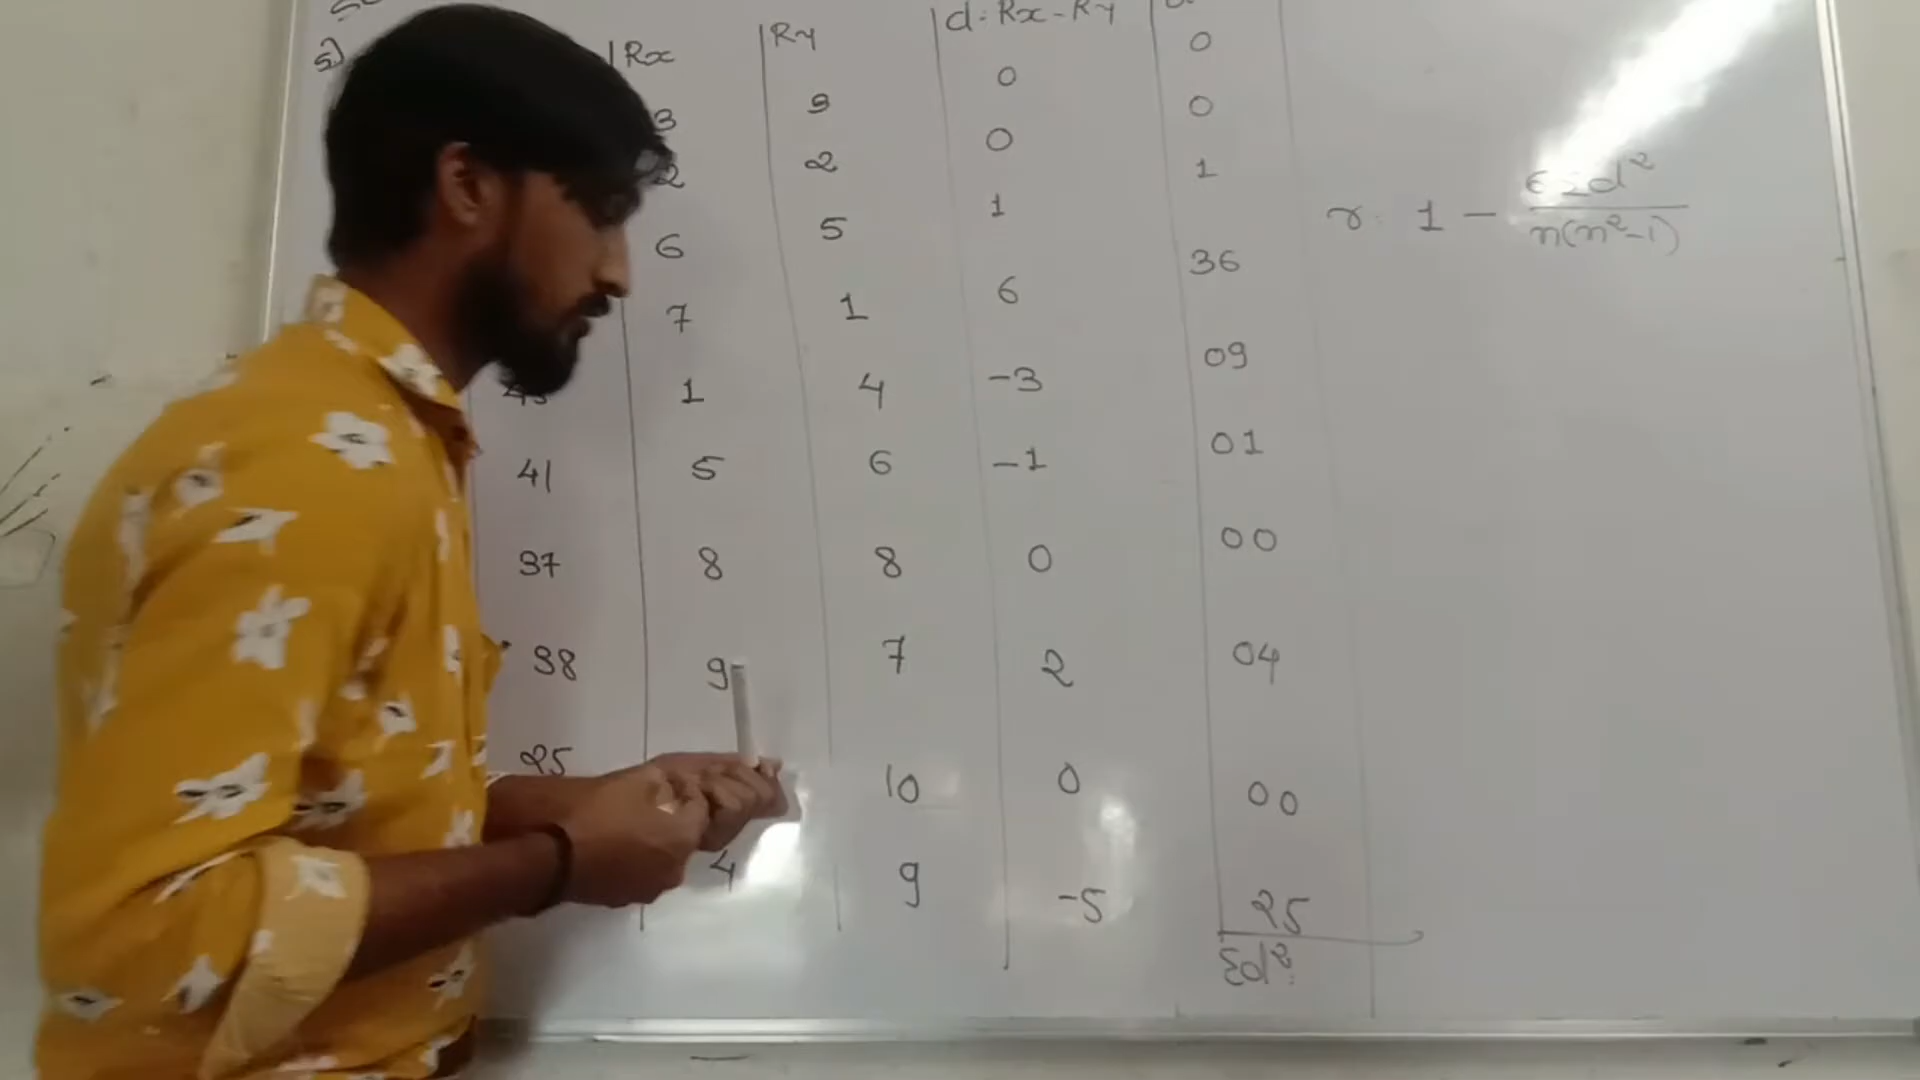 5) Rx Ry d: Rx - Ry
3 3 0 0
2 2 0 0
6 5 1 1
7 1 6 36
1 4 -3 09
41 5 6 -1 01
37 8 8 0 00
38 9 7 2 04
25 10 0 00
4 9 -5 25
Σd²:
r: 1 - 6Σd² / n(n²-1)